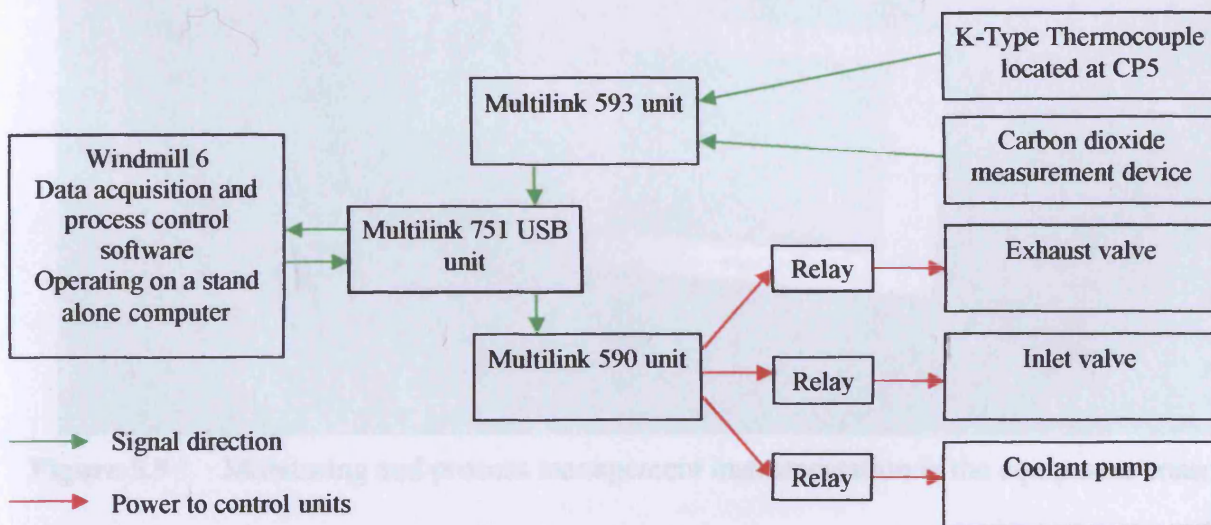 K-Type Thermocouple
located at CP5
Multilink 593 unit
Carbon dioxide
measurement device
Windmill 6
Data acquisition and
process control
software
Operating on a stand
alone computer
Multilink 751 USB
unit
Relay
Exhaust valve
Multilink 590 unit
Relay
Inlet valve
Signal direction
Relay
Coolant pump
Power to control units